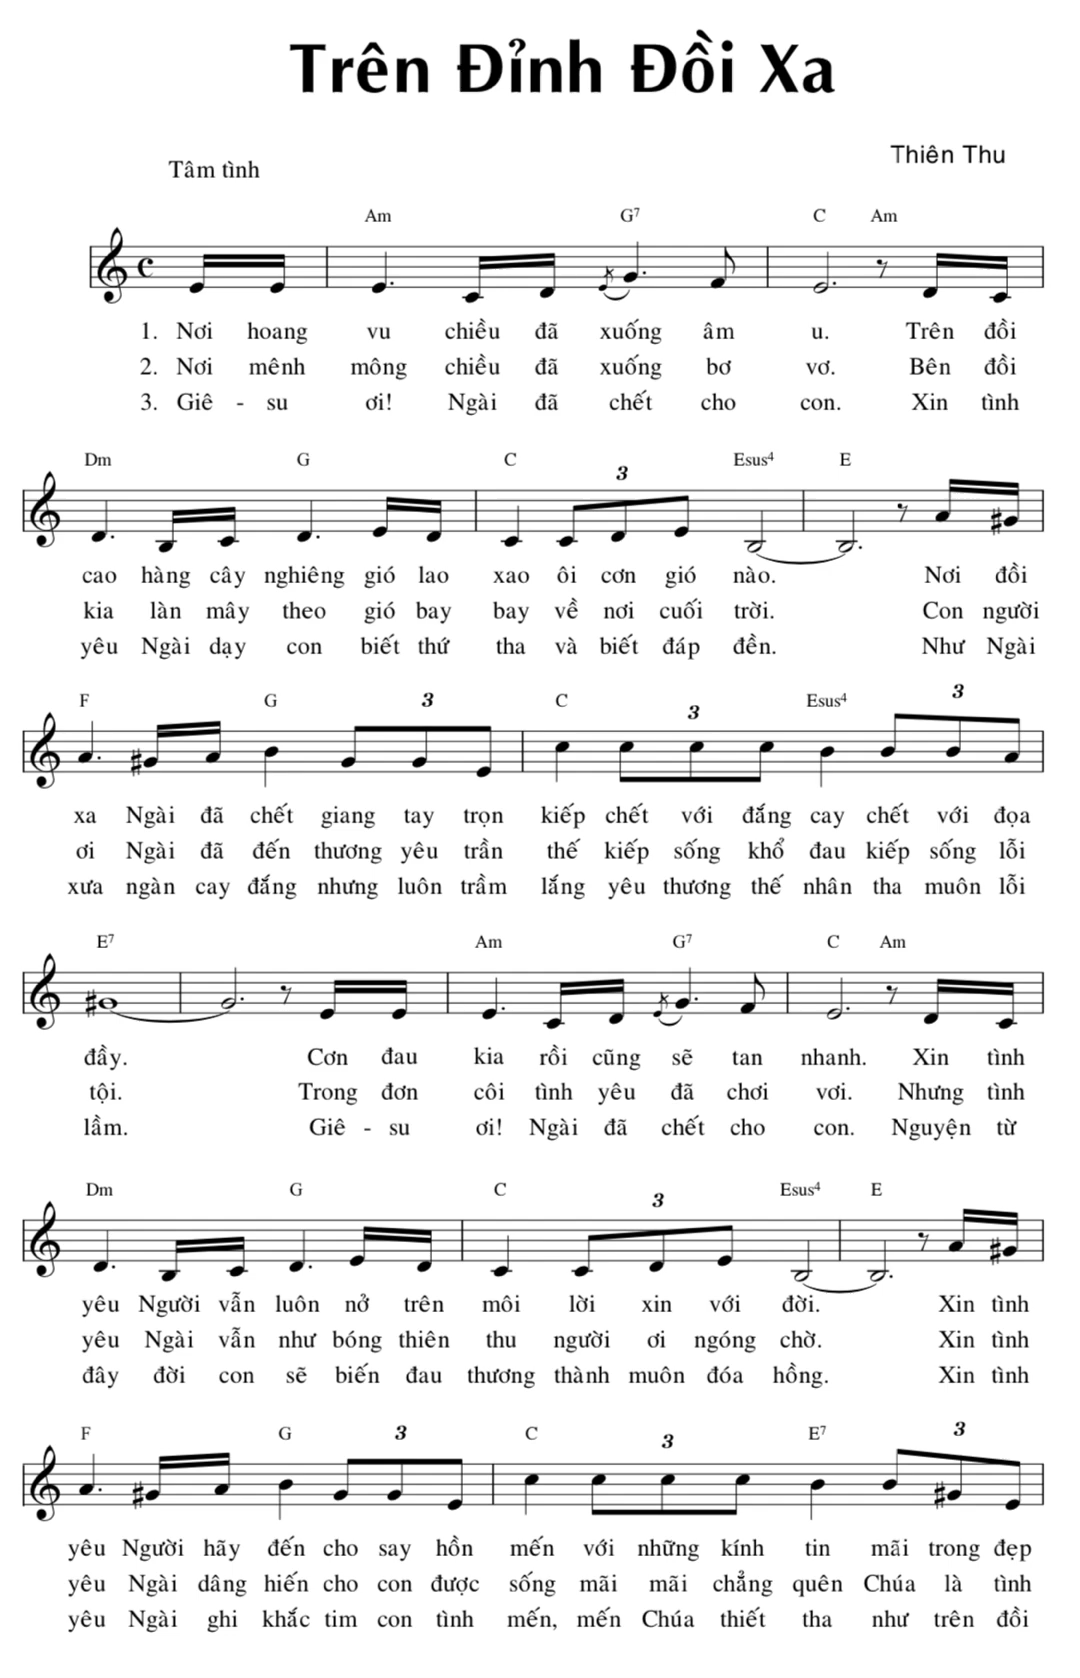 Trên Đỉnh Đồi Xa
Thiên Thu
Tâm tình
Am G7 C Am
1. Nơi hoang vu chiều đã xuống âm u. Trên đồi
2. Nơi mênh mông chiều đã xuống bơ vơ. Bên đồi
3. Giê - su ơi! Ngài đã chết cho con. Xin tình
Dm G C 3 Esus4 E
cao hàng cây nghiêng gió lao xao ôi cơn gió nào. Nơi đồi
kia làn mây theo gió bay bay về nơi cuối trời. Con người
yêu Ngài dạy con biết thứ tha và biết đáp đền. Như Ngài
F G 3 C 3 Esus4 3
xa Ngài đã chết giang tay trọn kiếp chết với đắng cay chết với đọa
ơi Ngài đã đến thương yêu trần thế kiếp sống khổ đau kiếp sống lỗi
xưa ngàn cay đắng nhưng luôn trầm lắng yêu thương thế nhân tha muôn lỗi
E7 Am G7 C Am
đầy. Cơn đau kia rồi cũng sẽ tan nhanh. Xin tình
tội. Trong đơn côi tình yêu đã chơi vơi. Nhưng tình
lầm. Giê - su ơi! Ngài đã chết cho con. Nguyện từ
Dm G C 3 Esus4 E
yêu Người vẫn luôn nở trên môi lời xin với đời. Xin tình
yêu Ngài vẫn như bóng thiên thu người ơi ngóng chờ. Xin tình
đây đời con sẽ biến đau thương thành muôn đóa hồng. Xin tình
F G 3 C 3 E7 3
yêu Người hãy đến cho say hồn mến với những kính tin mãi trong đẹp
yêu Ngài dâng hiến cho con được sống mãi mãi chẳng quên Chúa là tình
yêu Ngài ghi khắc tim con tình mến, mến Chúa thiết tha như trên đồi